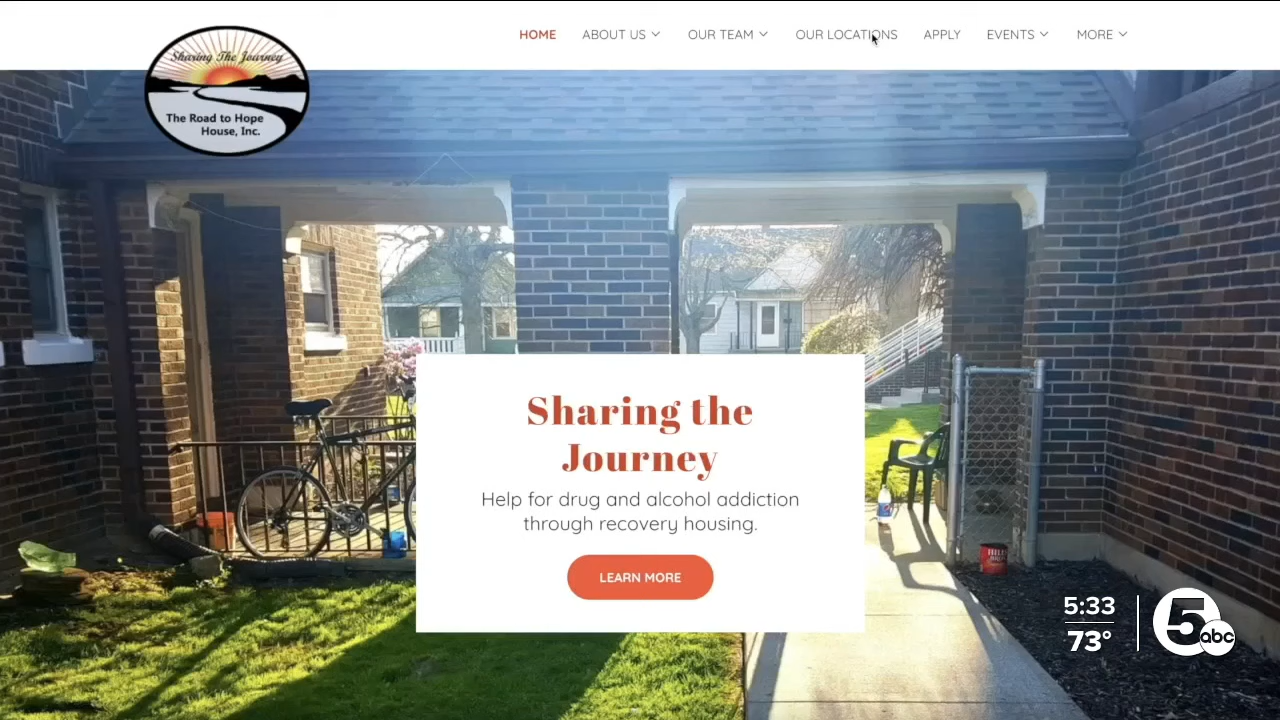 HOME ABOUT US OUR TEAM OUR LOCATIONS APPLY EVENTS MORE
Sharing The Journey
The Road to Hope
House, Inc.
Sharing the
Journey
Help for drug and alcohol addiction
through recovery housing.
LEARN MORE
5:33
73°
5
abc